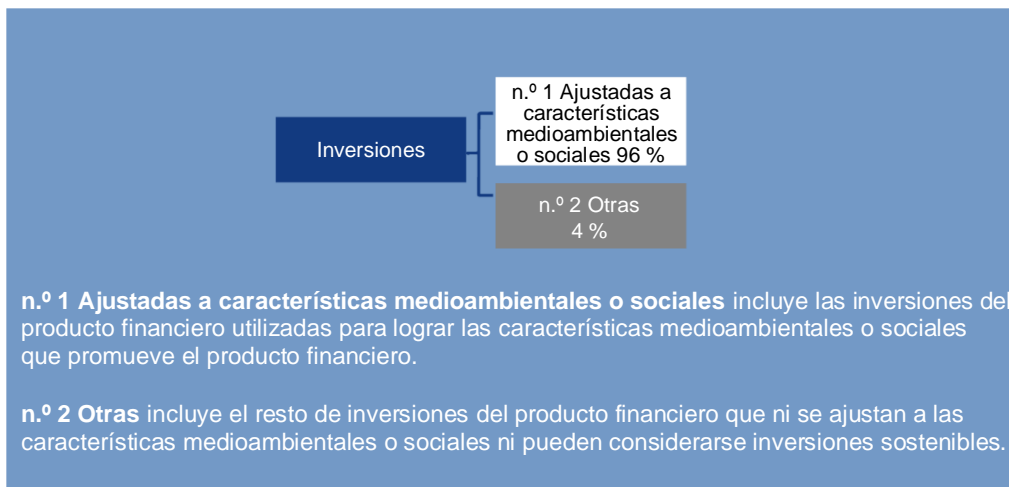 n.º 1 Ajustadas a
características
medioambientales
o sociales 96 %
Inversiones
n.º 2 Otras
4 %
n.º 1 Ajustadas a características medioambientales o sociales incluye las inversiones del
producto financiero utilizadas para lograr las características medioambientales o sociales
que promueve el producto financiero.
n.º 2 Otras incluye el resto de inversiones del producto financiero que ni se ajustan a las
características medioambientales o sociales ni pueden considerarse inversiones sostenibles.